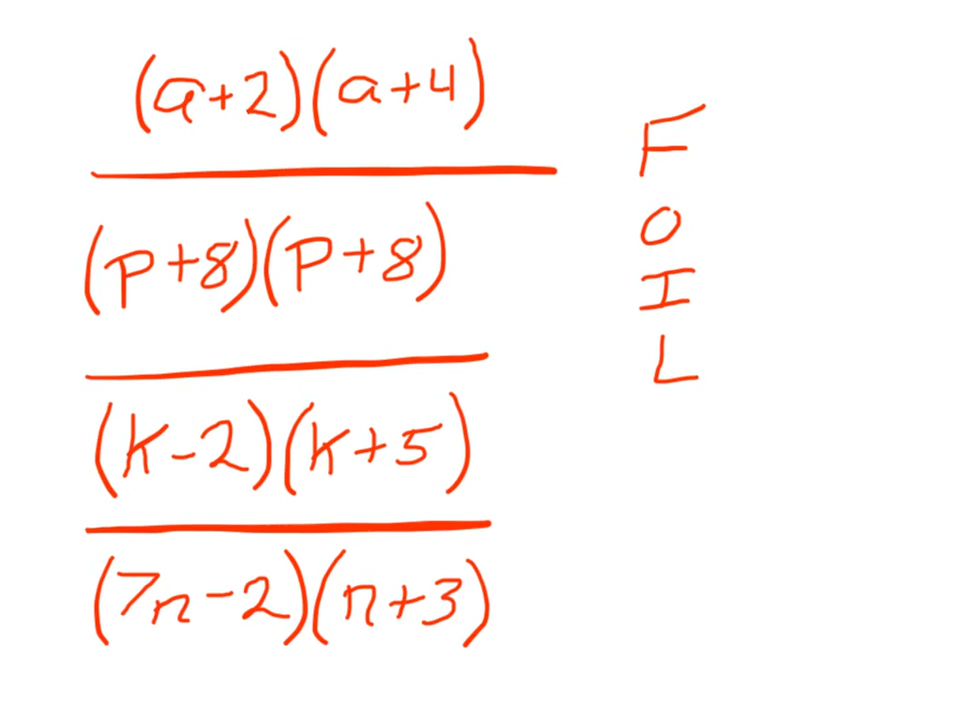 (a+2)(a+4)
(p+8)(p+8)
(k-2)(k+5)
(7n-2)(n+3)
F
O
I
L